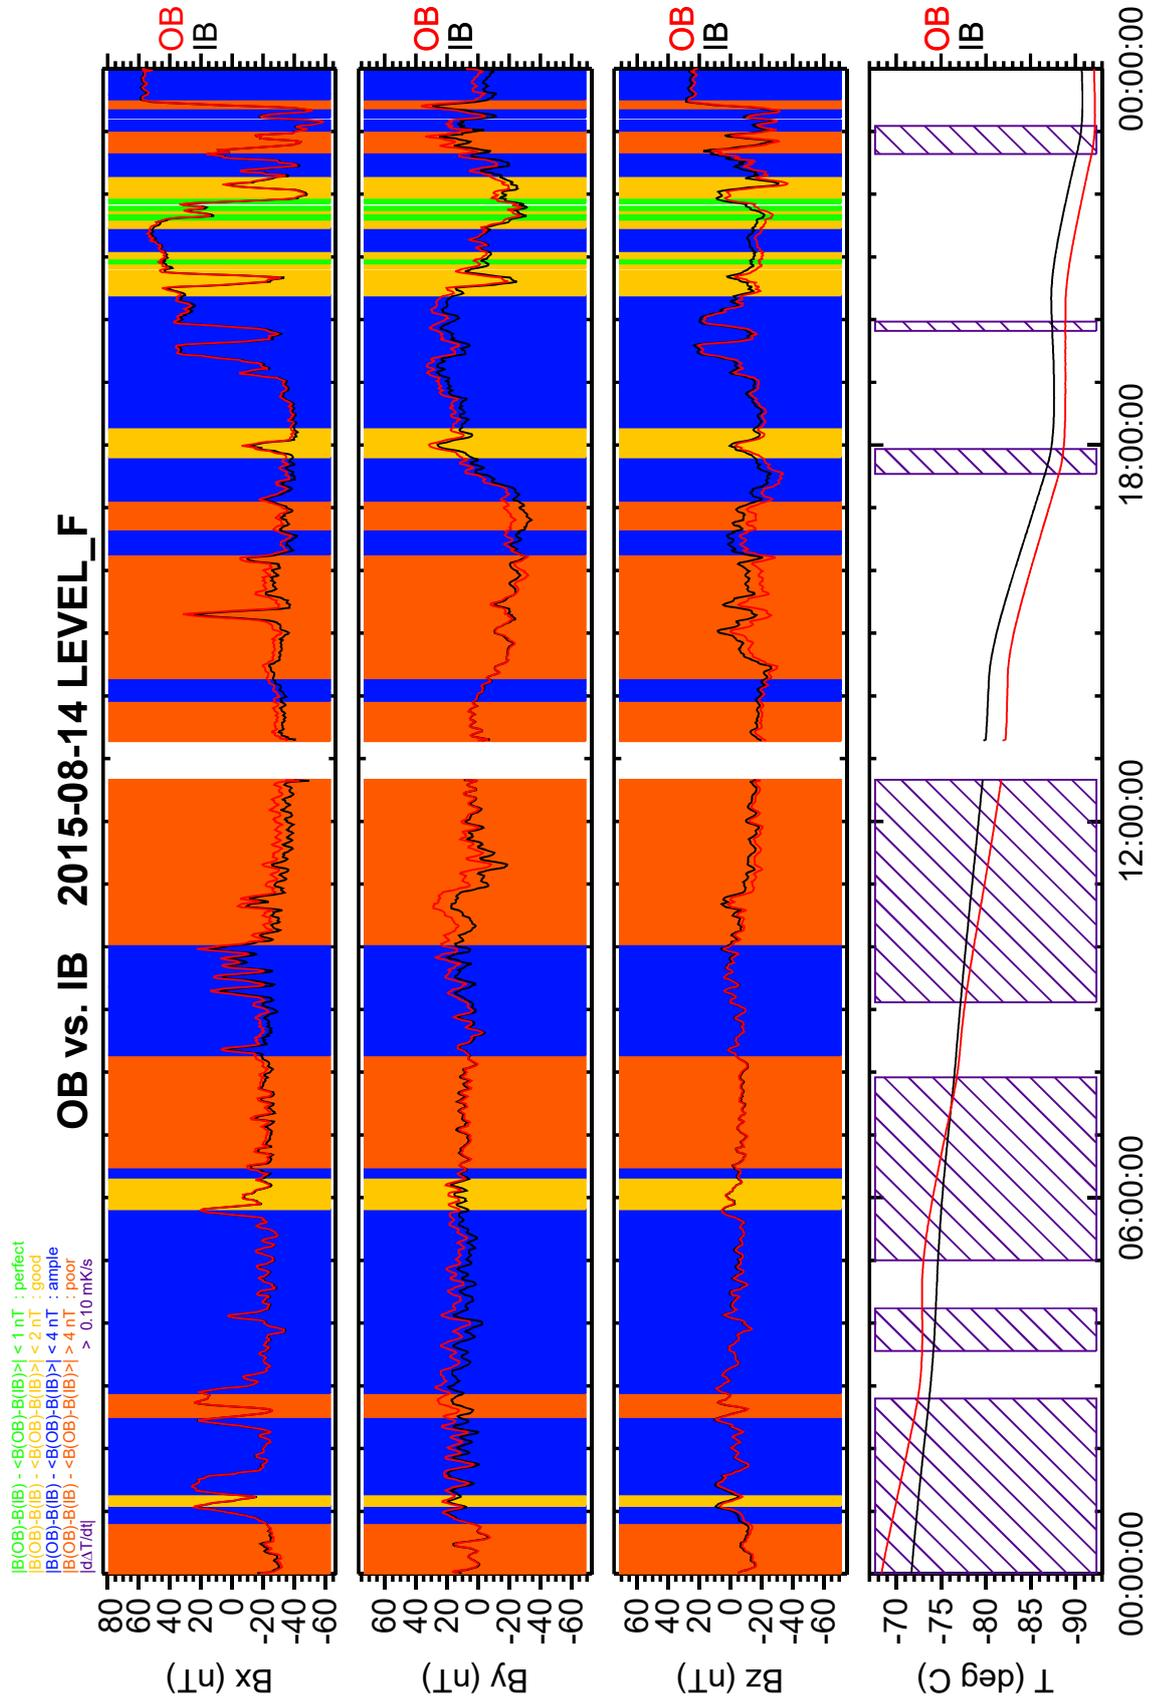 OB vs. IB 2015-08-14 LEVEL_F
|B(OB)-B(IB) - <B(OB)-B(IB)>| < 1 nT : perfect
|B(OB)-B(IB) - <B(OB)-B(IB)>| < 2 nT : good
|B(OB)-B(IB) - <B(OB)-B(IB)>| < 4 nT : ample
|B(OB)-B(IB) - <B(OB)-B(IB)>| > 4 nT : poor
|dΔT/dt| > 0.10 mK/s
Bx (nT)
80
60
40
20
0
-20
-40
-60
OB
IB
By (nT)
60
40
20
0
-20
-40
-60
OB
IB
Bz (nT)
60
40
20
0
-20
-40
-60
OB
IB
T (deg C)
-70
-75
-80
-85
-90
OB
IB
00:00:00
06:00:00
12:00:00
18:00:00
00:00:00